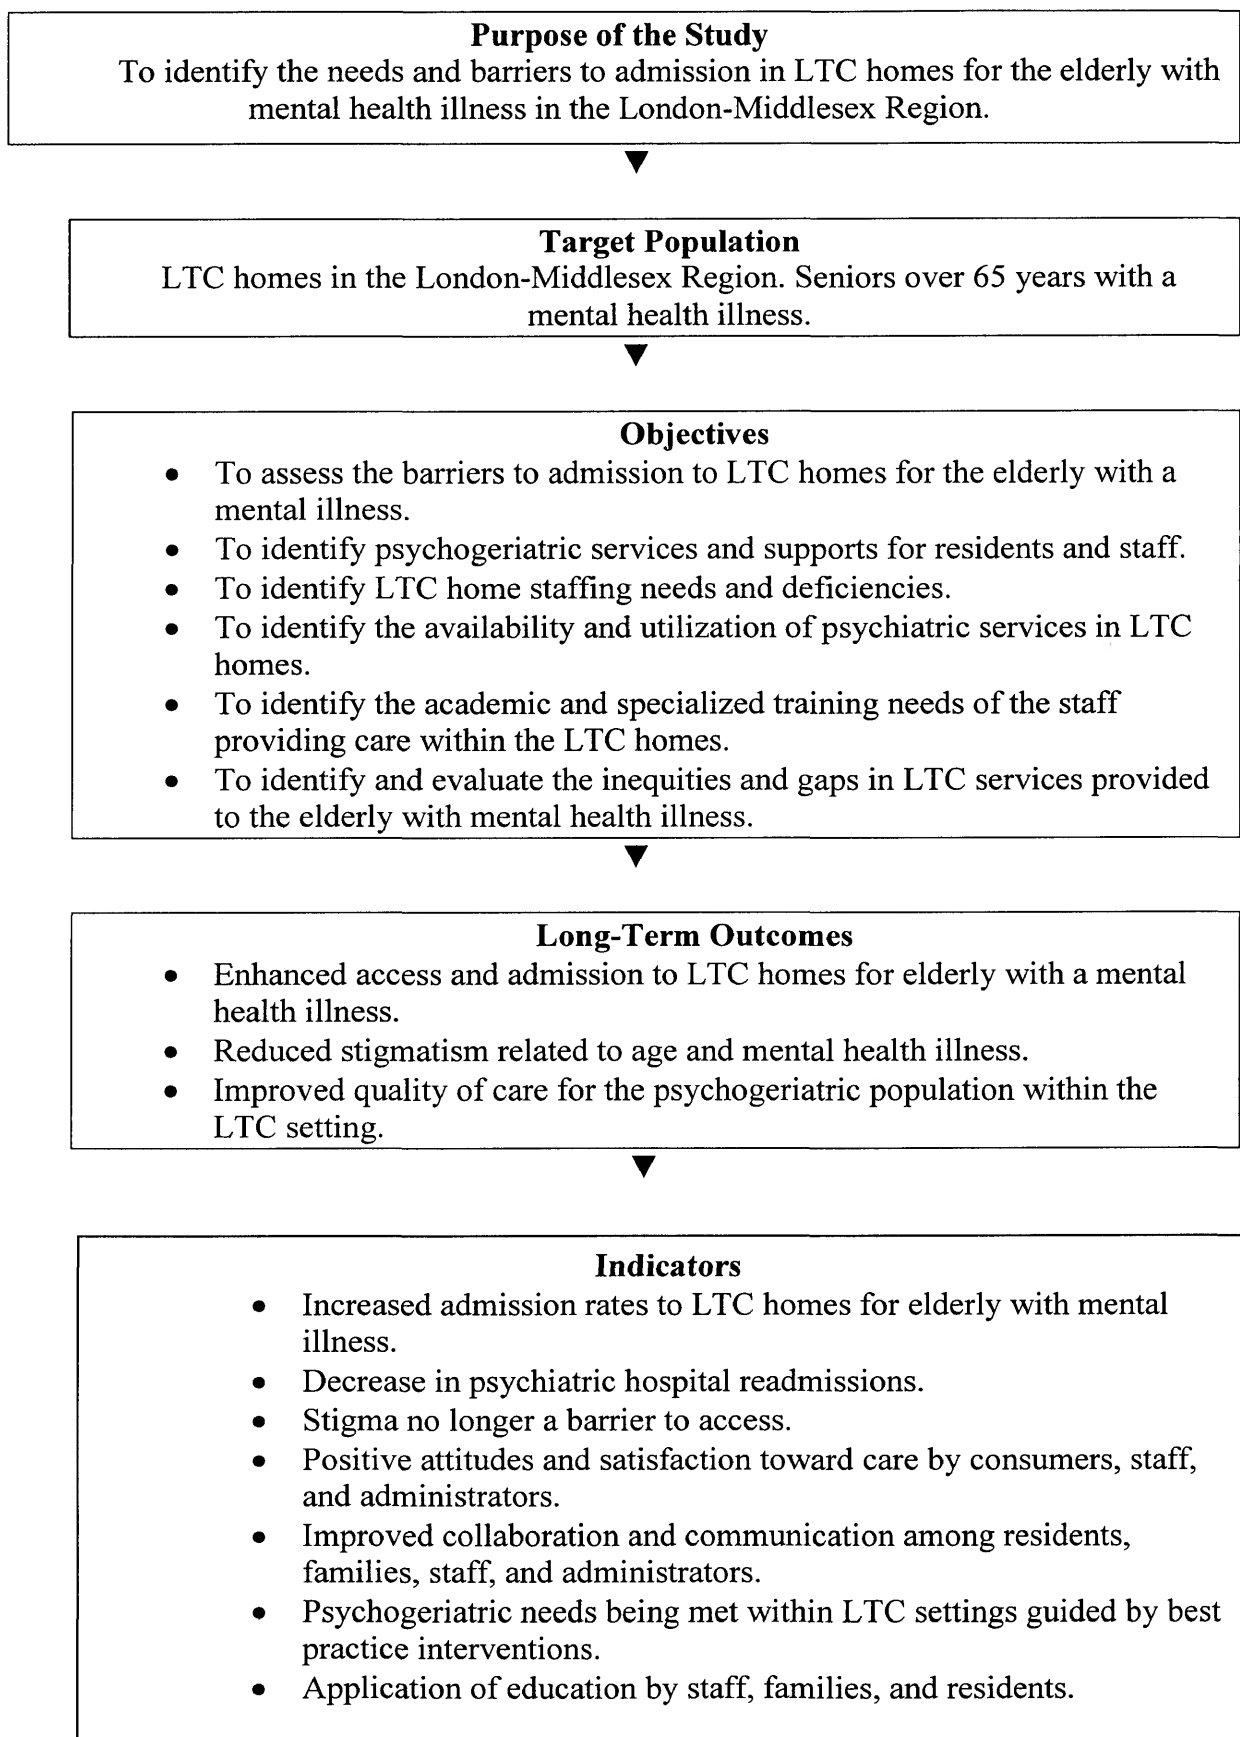 Purpose of the Study
To identify the needs and barriers to admission in LTC homes for the elderly with
mental health illness in the London-Middlesex Region.
▼
Target Population
LTC homes in the London-Middlesex Region. Seniors over 65 years with a
mental health illness.
▼
Objectives
• To assess the barriers to admission to LTC homes for the elderly with a
mental illness.
• To identify psychogeriatric services and supports for residents and staff.
• To identify LTC home staffing needs and deficiencies.
• To identify the availability and utilization of psychiatric services in LTC
homes.
• To identify the academic and specialized training needs of the staff
providing care within the LTC homes.
• To identify and evaluate the inequities and gaps in LTC services provided
to the elderly with mental health illness.
▼
Long-Term Outcomes
• Enhanced access and admission to LTC homes for elderly with a mental
health illness.
• Reduced stigmatism related to age and mental health illness.
• Improved quality of care for the psychogeriatric population within the
LTC setting.
▼
Indicators
• Increased admission rates to LTC homes for elderly with mental
illness.
• Decrease in psychiatric hospital readmissions.
• Stigma no longer a barrier to access.
• Positive attitudes and satisfaction toward care by consumers, staff,
and administrators.
• Improved collaboration and communication among residents,
families, staff, and administrators.
• Psychogeriatric needs being met within LTC settings guided by best
practice interventions.
• Application of education by staff, families, and residents.